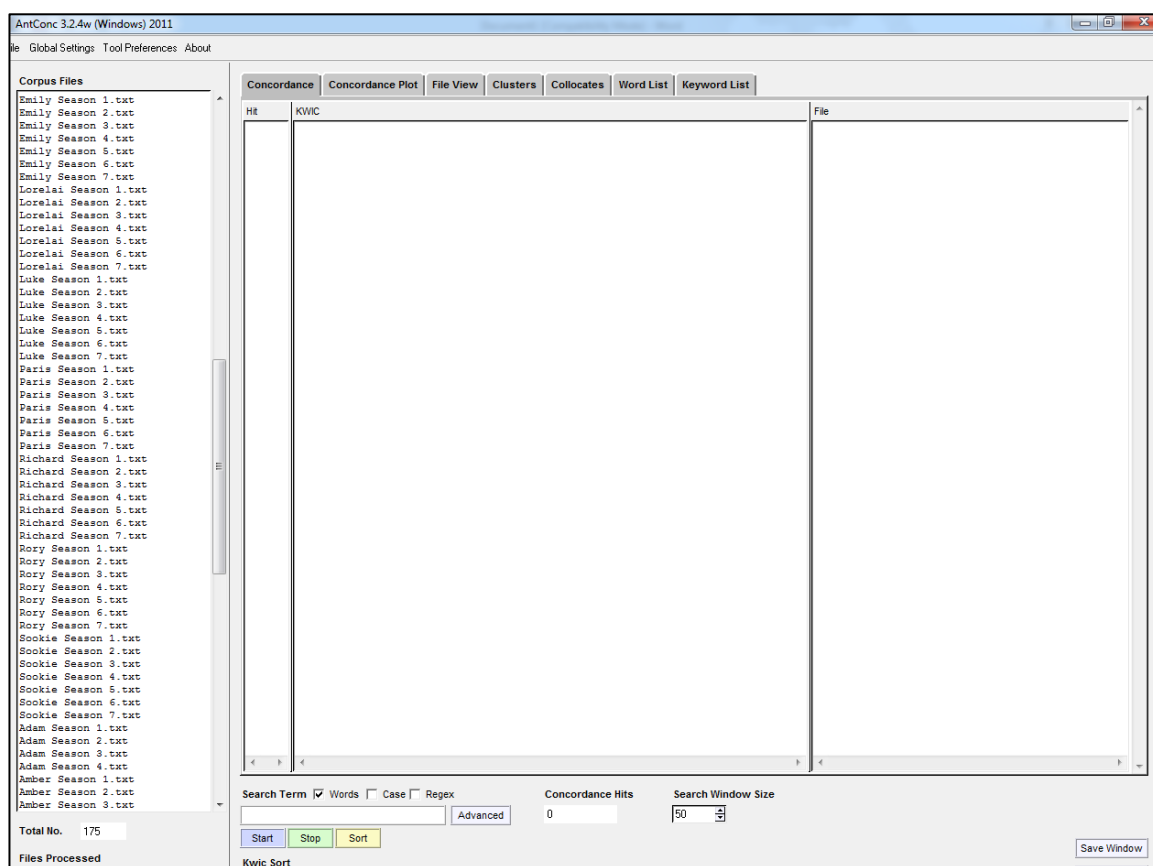 AntConc 3.2.4w (Windows) 2011
ile Global Settings Tool Preferences About
Corpus Files
Emily Season 1.txt
Emily Season 2.txt
Emily Season 3.txt
Emily Season 4.txt
Emily Season 5.txt
Emily Season 6.txt
Emily Season 7.txt
Lorelai Season 1.txt
Lorelai Season 2.txt
Lorelai Season 3.txt
Lorelai Season 4.txt
Lorelai Season 5.txt
Lorelai Season 6.txt
Lorelai Season 7.txt
Luke Season 1.txt
Luke Season 2.txt
Luke Season 3.txt
Luke Season 4.txt
Luke Season 5.txt
Luke Season 6.txt
Luke Season 7.txt
Paris Season 1.txt
Paris Season 2.txt
Paris Season 3.txt
Paris Season 4.txt
Paris Season 5.txt
Paris Season 6.txt
Paris Season 7.txt
Richard Season 1.txt
Richard Season 2.txt
Richard Season 3.txt
Richard Season 4.txt
Richard Season 5.txt
Richard Season 6.txt
Richard Season 7.txt
Rory Season 1.txt
Rory Season 2.txt
Rory Season 3.txt
Rory Season 4.txt
Rory Season 5.txt
Rory Season 6.txt
Rory Season 7.txt
Sookie Season 1.txt
Sookie Season 2.txt
Sookie Season 3.txt
Sookie Season 4.txt
Sookie Season 5.txt
Sookie Season 6.txt
Sookie Season 7.txt
Adam Season 1.txt
Adam Season 2.txt
Adam Season 3.txt
Adam Season 4.txt
Amber Season 1.txt
Amber Season 2.txt
Amber Season 3.txt
Total No. 175
Files Processed
Concordance Concordance Plot File View Clusters Collocates Word List Keyword List
Hit KWIC File
Search Term Words Case Regex Concordance Hits Search Window Size
Advanced 0 50
Start Stop Sort
Save Window
Kwic Sort